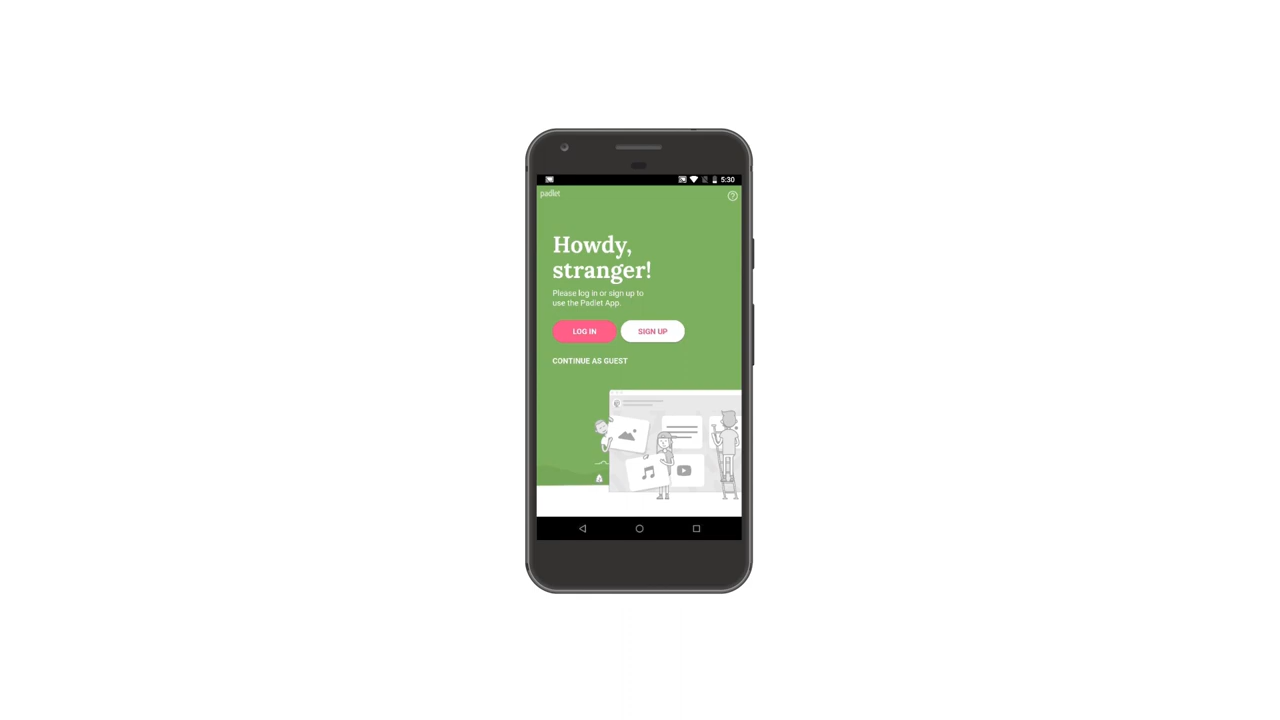 5:30
padlet
Howdy,
stranger!
Please log in or sign up to
use the Padlet App.
LOG IN
SIGN UP
CONTINUE AS GUEST